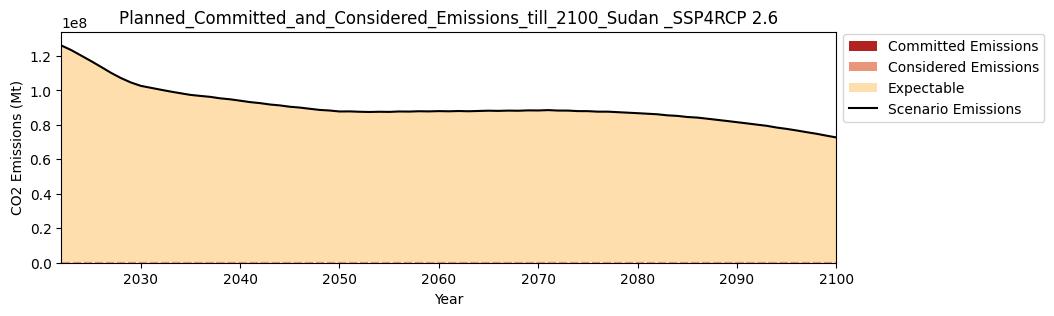 Planned_Committed_and_Considered_Emissions_till_2100_Sudan _SSP4RCP 2.6
1e8
1.2
1.0
0.8
0.6
0.4
0.2
0.0
CO2 Emissions (Mt)
2030 2040 2050 2060 2070 2080 2090 2100
Year
Committed Emissions
Considered Emissions
Expectable
Scenario Emissions